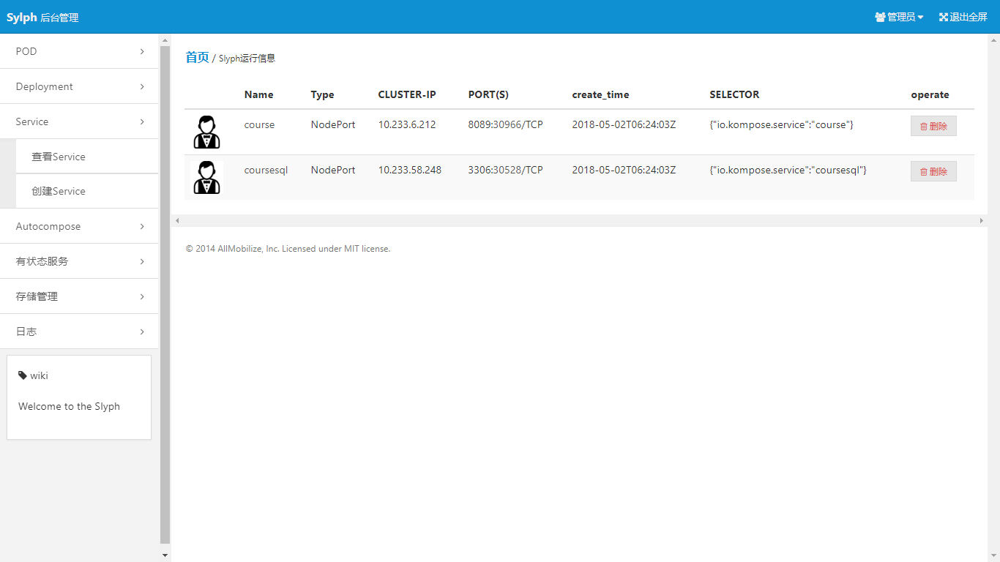 Sylph 后台管理
管理员
退出全屏
POD
Deployment
Service
查看Service
创建Service
Autocompose
有状态服务
存储管理
日志
wiki
Welcome to the Slyph
首页 / Slyph运行信息
Name Type CLUSTER-IP PORT(S) create_time SELECTOR operate
course NodePort 10.233.6.212 8089:30966/TCP 2018-05-02T06:24:03Z {"io.kompose.service":"course"} 删除
coursesql NodePort 10.233.58.248 3306:30528/TCP 2018-05-02T06:24:03Z {"io.kompose.service":"coursesql"} 删除
© 2014 AllMobilize, Inc. Licensed under MIT license.